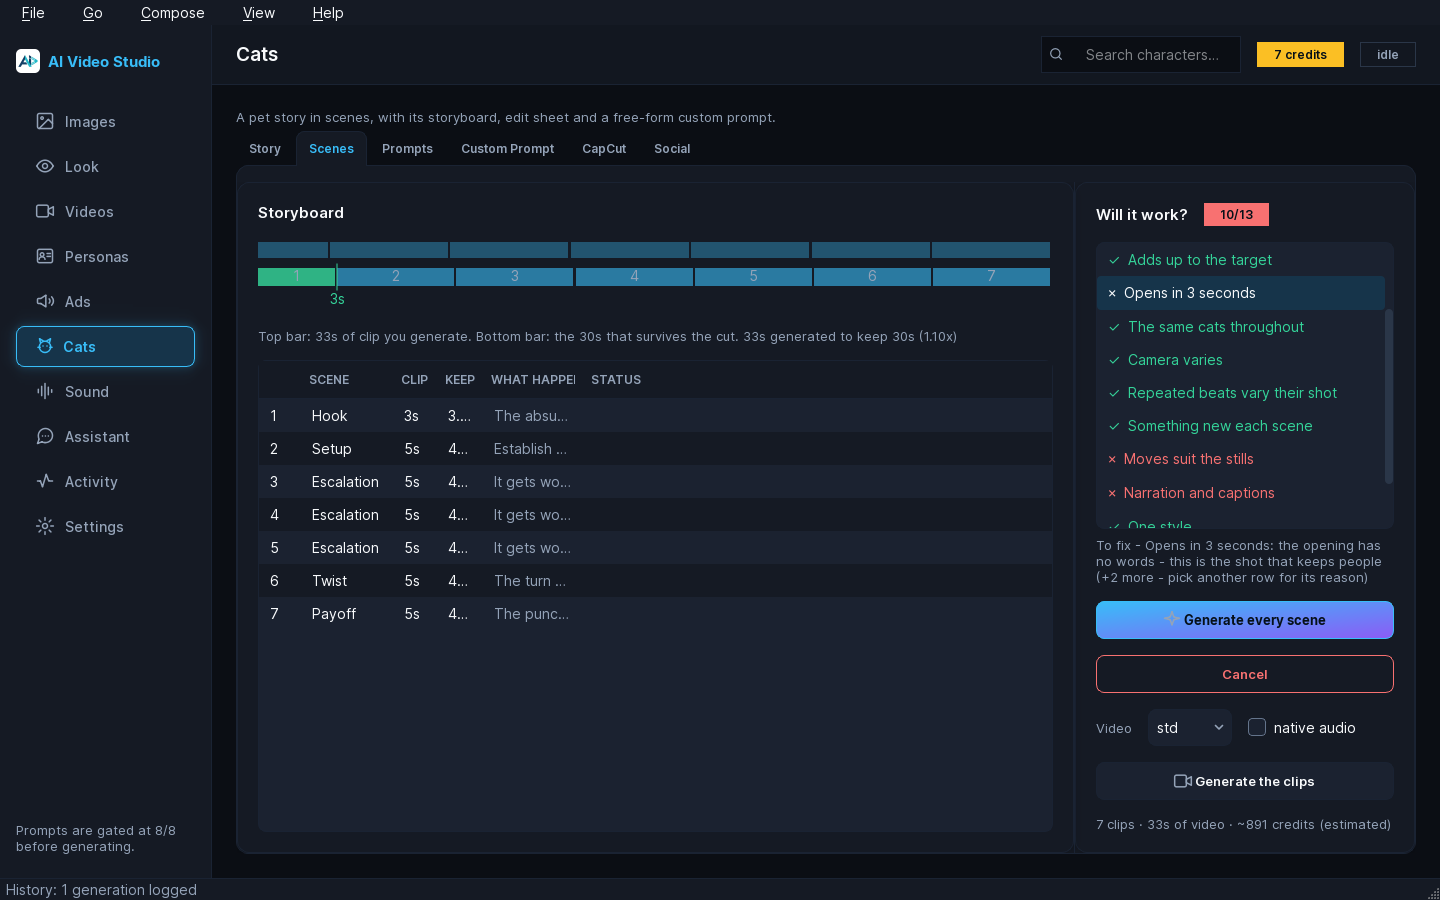 File Go Compose View Help
AI Video Studio
Cats
Search characters...
7 credits
idle
Images
Look
Videos
Personas
Ads
Cats
Sound
Assistant
Activity
Settings
Prompts are gated at 8/8
before generating.
A pet story in scenes, with its storyboard, edit sheet and a free-form custom prompt.
Story Scenes Prompts Custom Prompt CapCut Social
Storyboard
1 2 3 4 5 6 7
3s
Top bar: 33s of clip you generate. Bottom bar: the 30s that survives the cut. 33s generated to keep 30s (1.10x)
SCENE CLIP KEEP WHAT HAPPEI STATUS
1 Hook 3s 3.... The absu...
2 Setup 5s 4... Establish ...
3 Escalation 5s 4... It gets wo...
4 Escalation 5s 4... It gets wo...
5 Escalation 5s 4... It gets wo...
6 Twist 5s 4... The turn ...
7 Payoff 5s 4... The punc...
Will it work? 10/13
✓ Adds up to the target
× Opens in 3 seconds
✓ The same cats throughout
✓ Camera varies
✓ Repeated beats vary their shot
✓ Something new each scene
× Moves suit the stills
× Narration and captions
✓ One style
To fix - Opens in 3 seconds: the opening has
no words - this is the shot that keeps people
(+2 more - pick another row for its reason)
Generate every scene
Cancel
Video std native audio
Generate the clips
7 clips · 33s of video · ~891 credits (estimated)
History: 1 generation logged